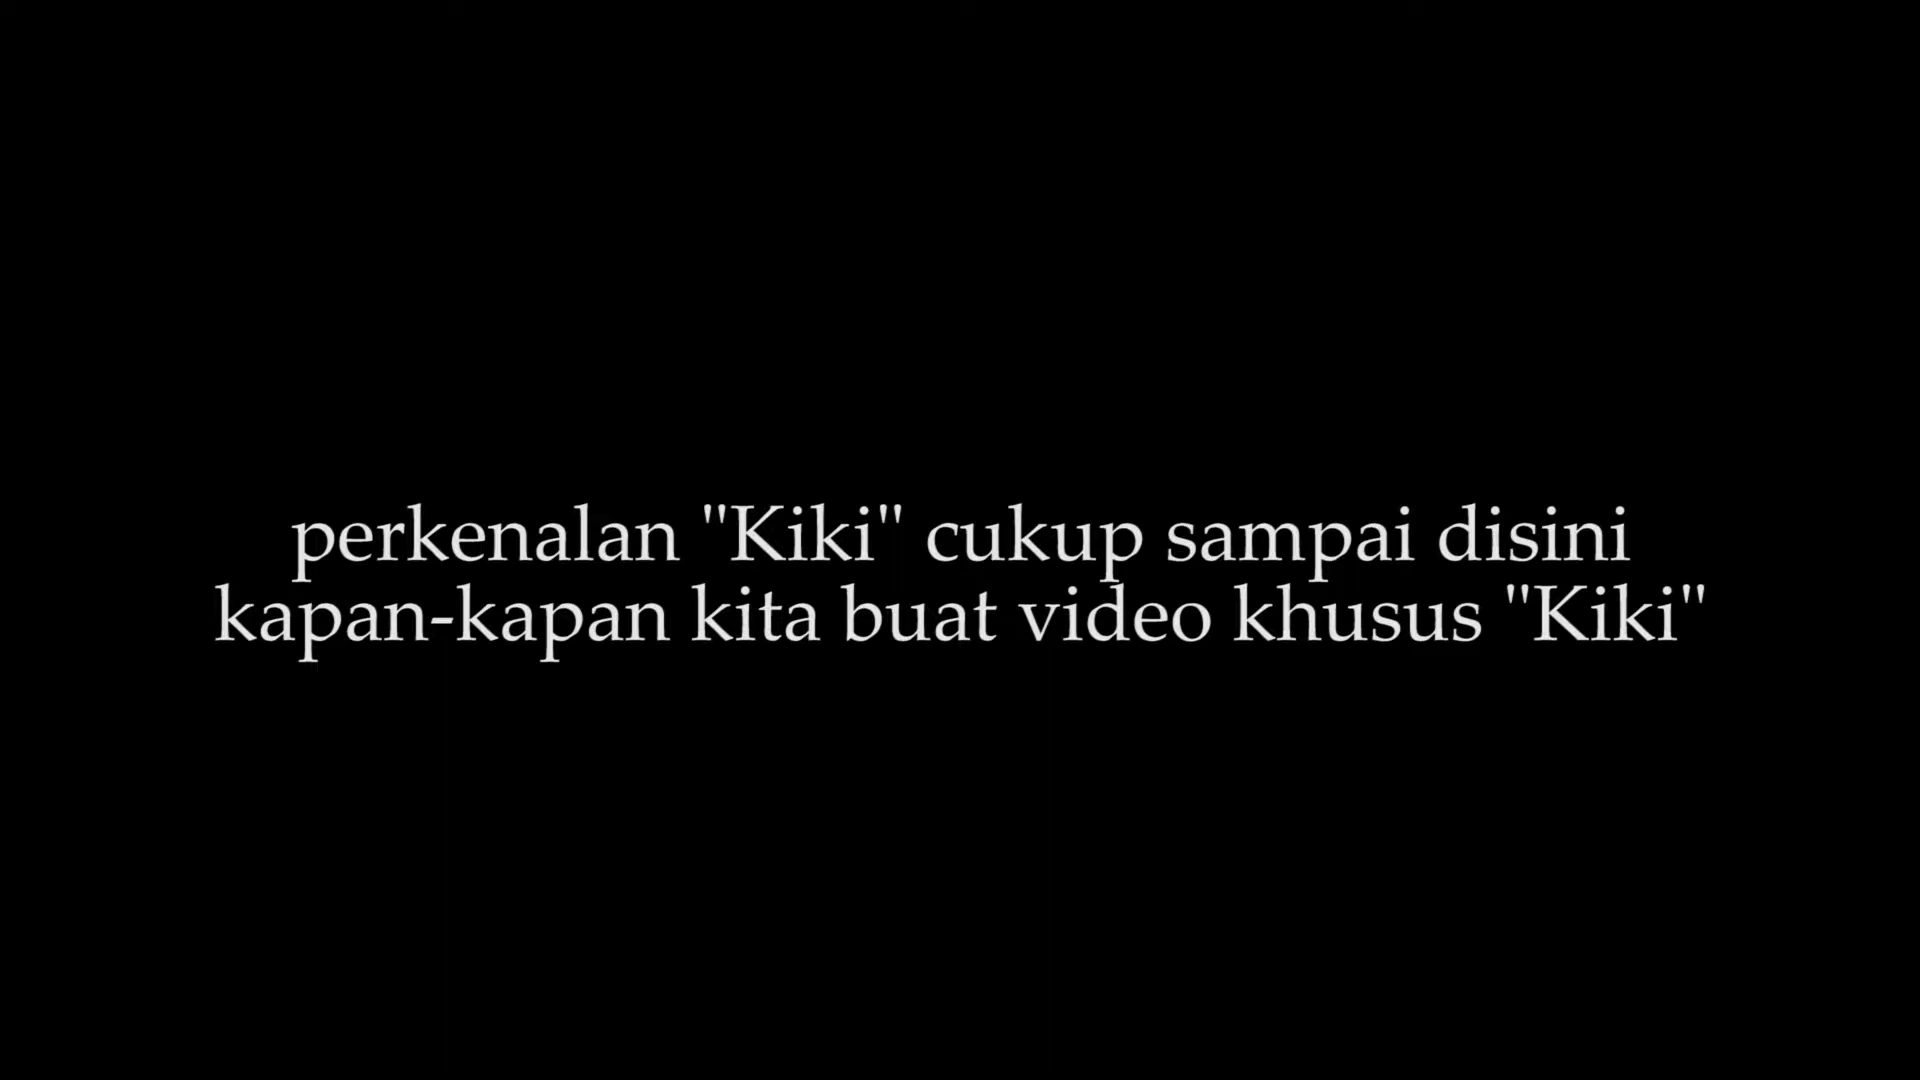 perkenalan "Kiki" cukup sampai disini
kapan-kapan kita buat video khusus "Kiki"